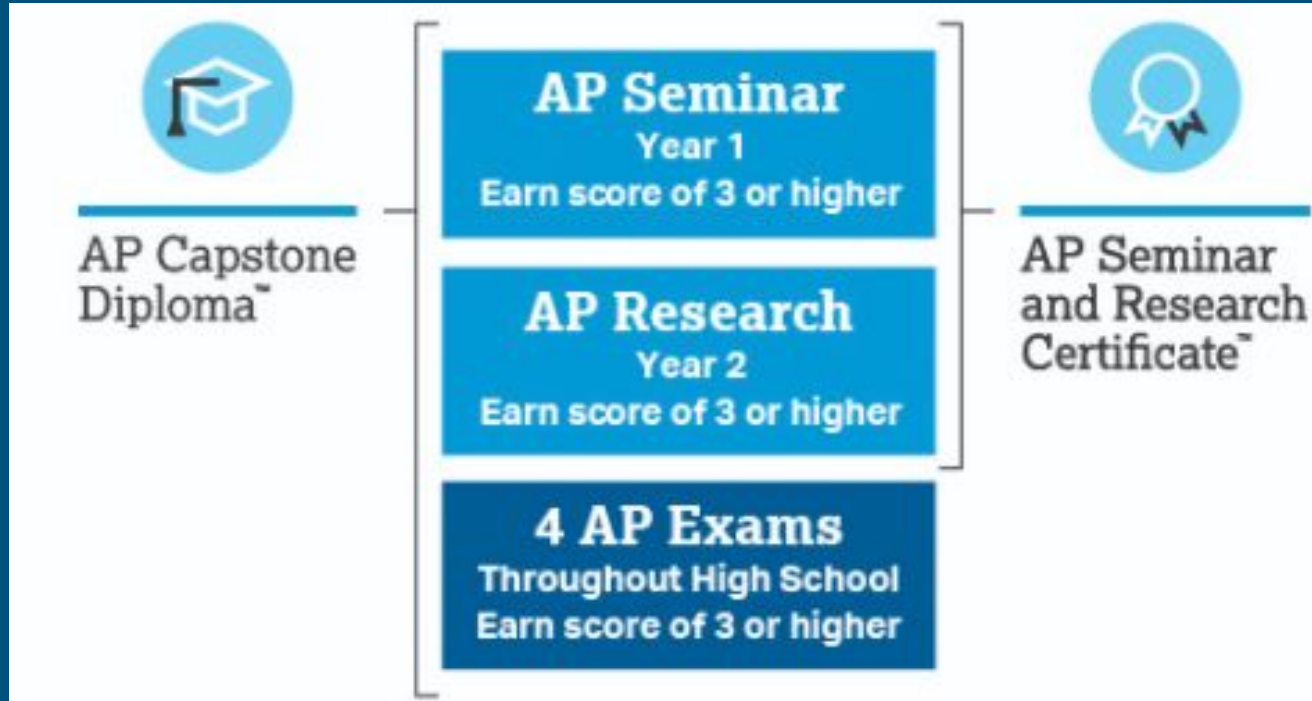 AP Capstone
Diploma™
AP Seminar
Year 1
Earn score of 3 or higher
AP Research
Year 2
Earn score of 3 or higher
4 AP Exams
Throughout High School
Earn score of 3 or higher
AP Seminar
and Research
Certificate™